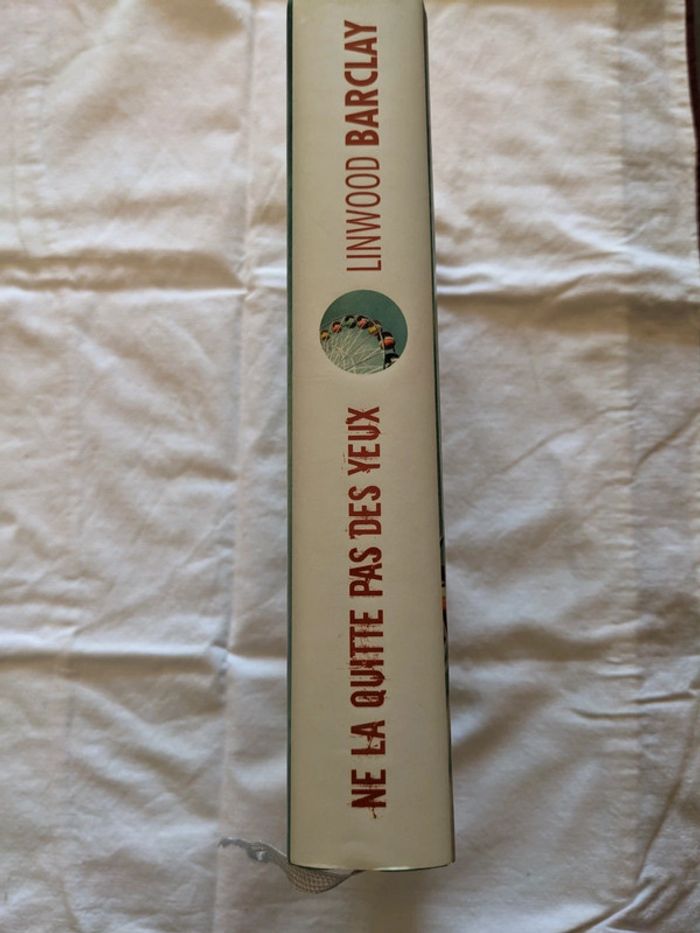 NE LA QUITTE PAS DES YEUX
LINWOOD BARCLAY